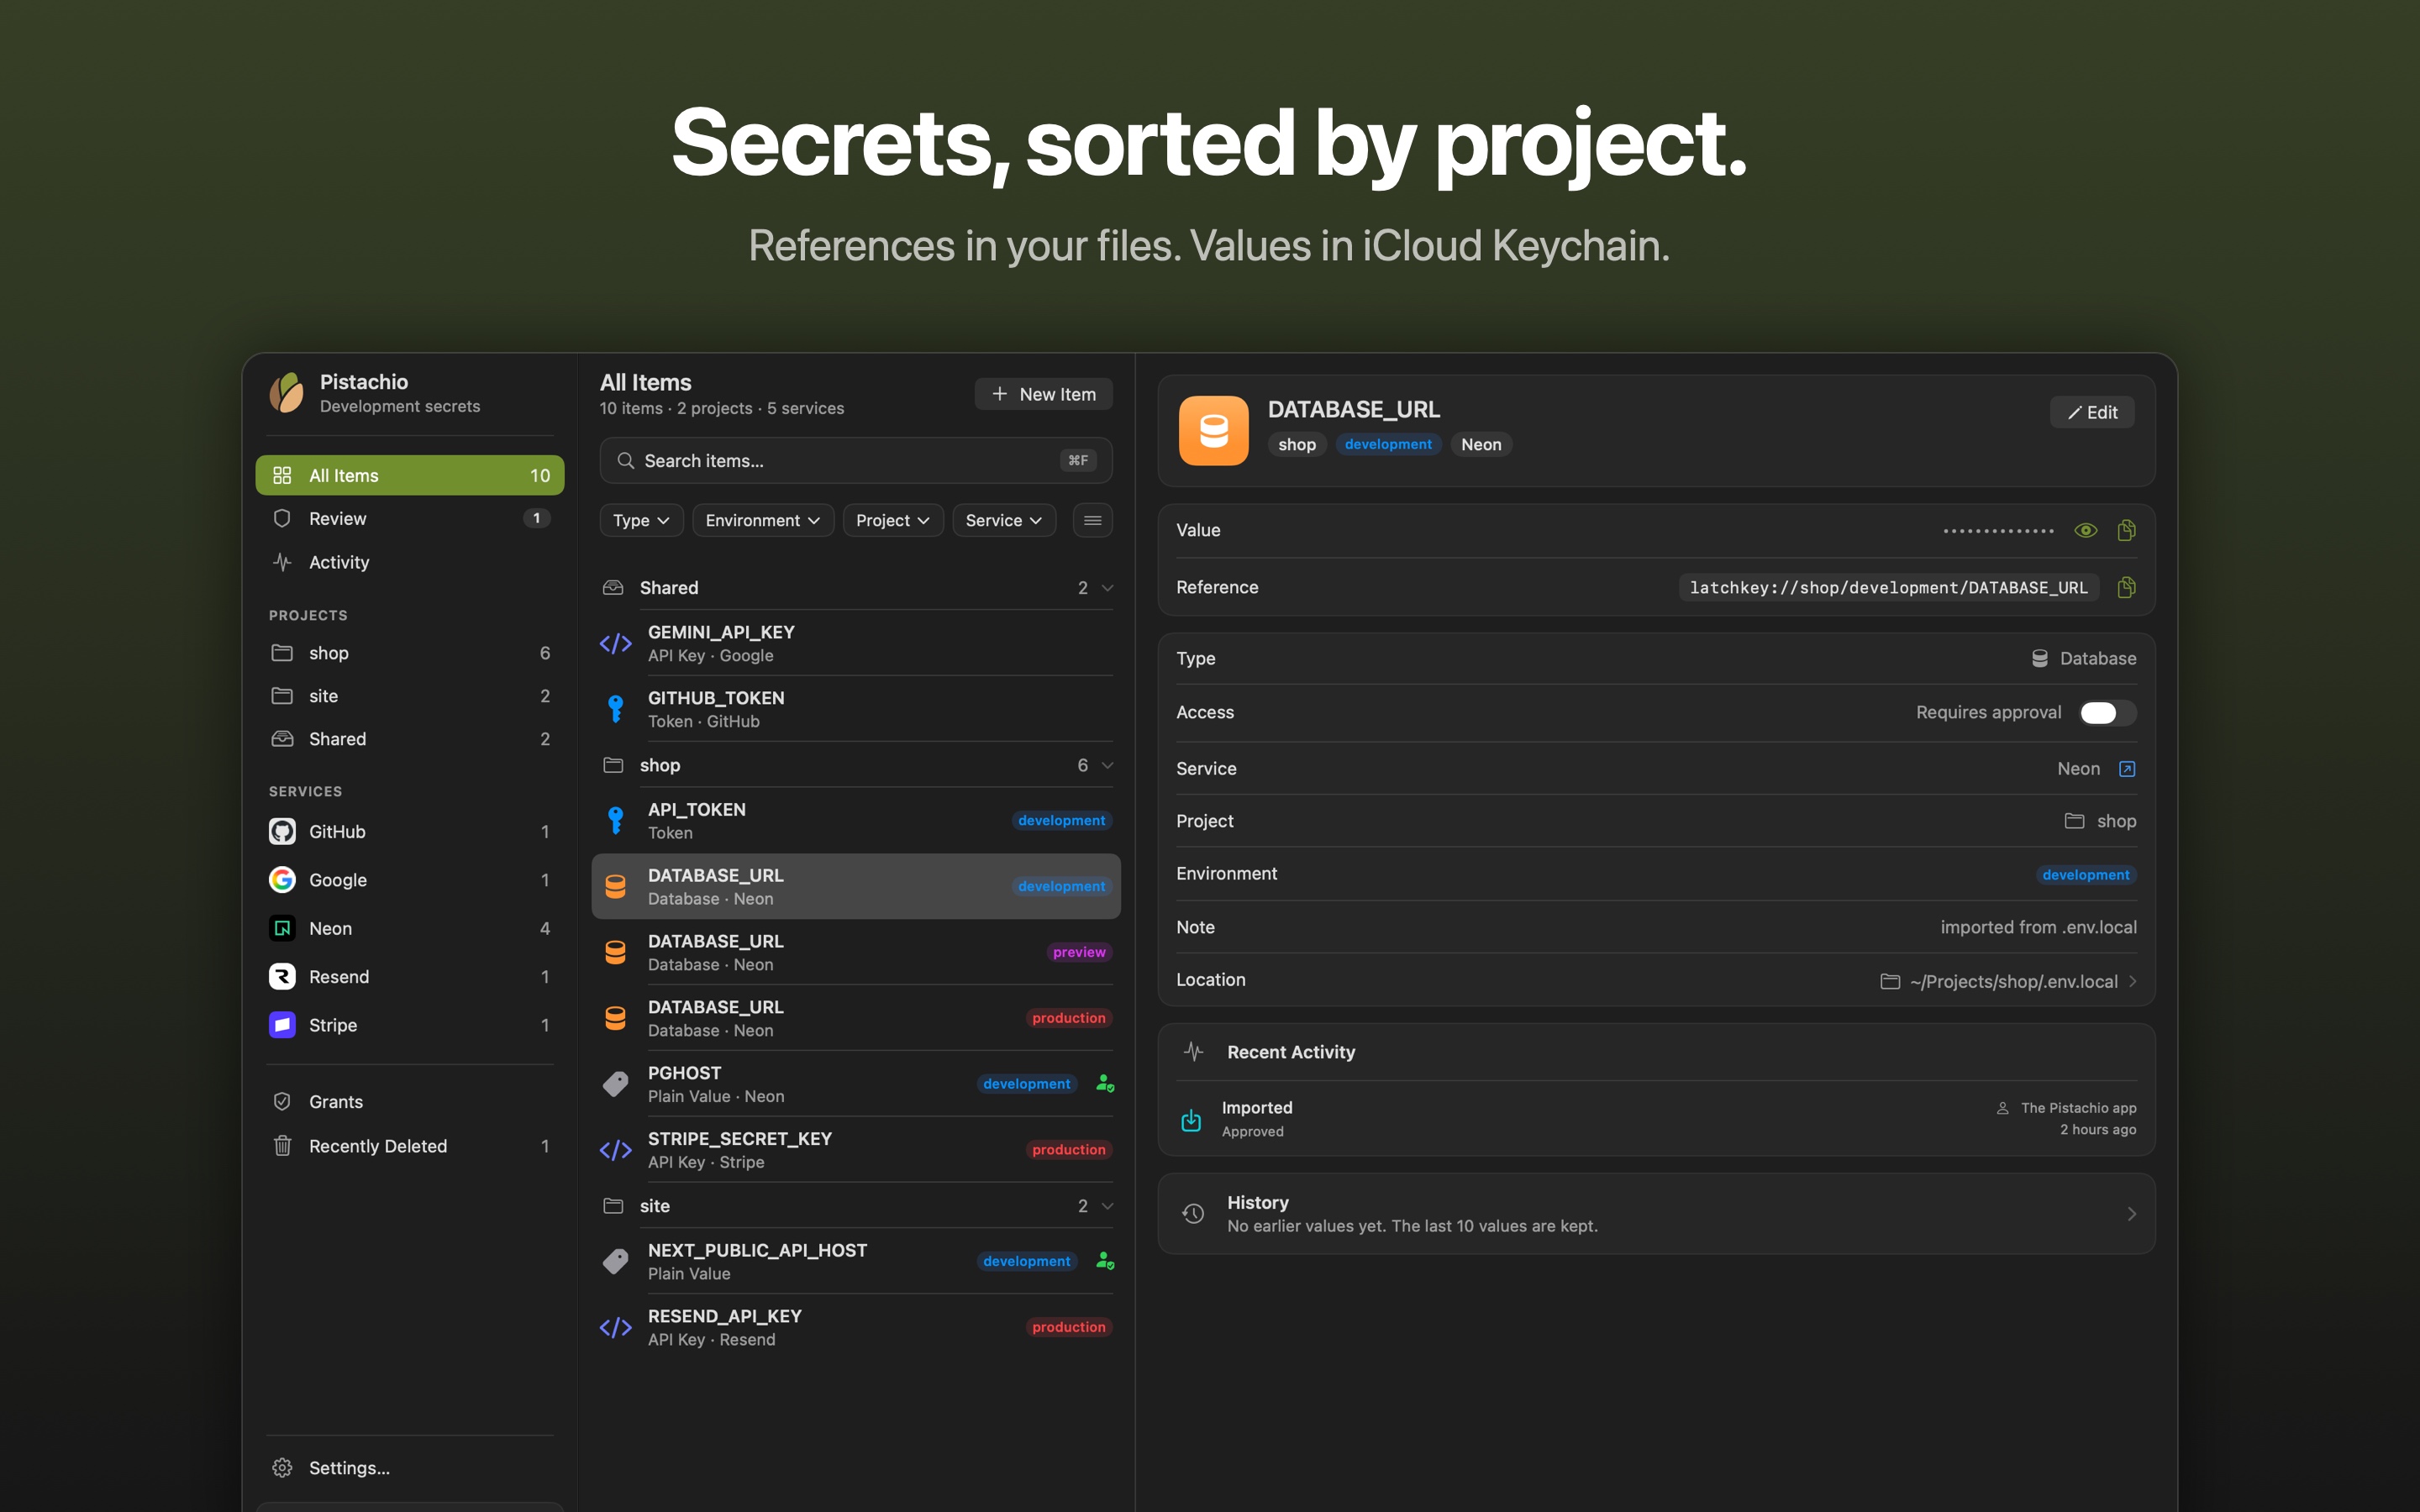 Secrets, sorted by project.
References in your files. Values in iCloud Keychain.
Pistachio
Development secrets
All Items 10
Review 1
Activity
PROJECTS
shop 6
site 2
Shared 2
SERVICES
GitHub 1
Google 1
Neon 4
Resend 1
Stripe 1
Grants
Recently Deleted 1
Settings...
All Items
10 items · 2 projects · 5 services
New Item
Search items... ⌘F
Type Environment Project Service
Shared 2
GEMINI_API_KEY
API Key · Google
GITHUB_TOKEN
Token · GitHub
shop 6
API_TOKEN
Token
development
DATABASE_URL
Database · Neon
development
DATABASE_URL
Database · Neon
preview
DATABASE_URL
Database · Neon
production
PGHOST
Plain Value · Neon
development
STRIPE_SECRET_KEY
API Key · Stripe
production
site 2
NEXT_PUBLIC_API_HOST
Plain Value
development
RESEND_API_KEY
API Key · Resend
production
DATABASE_URL
shop development Neon
Edit
Value ••••••••••••••
Reference latchkey://shop/development/DATABASE_URL
Type Database
Access Requires approval
Service Neon
Project shop
Environment development
Note imported from .env.local
Location ~/Projects/shop/.env.local
Recent Activity
Imported
Approved
The Pistachio app
2 hours ago
History
No earlier values yet. The last 10 values are kept.